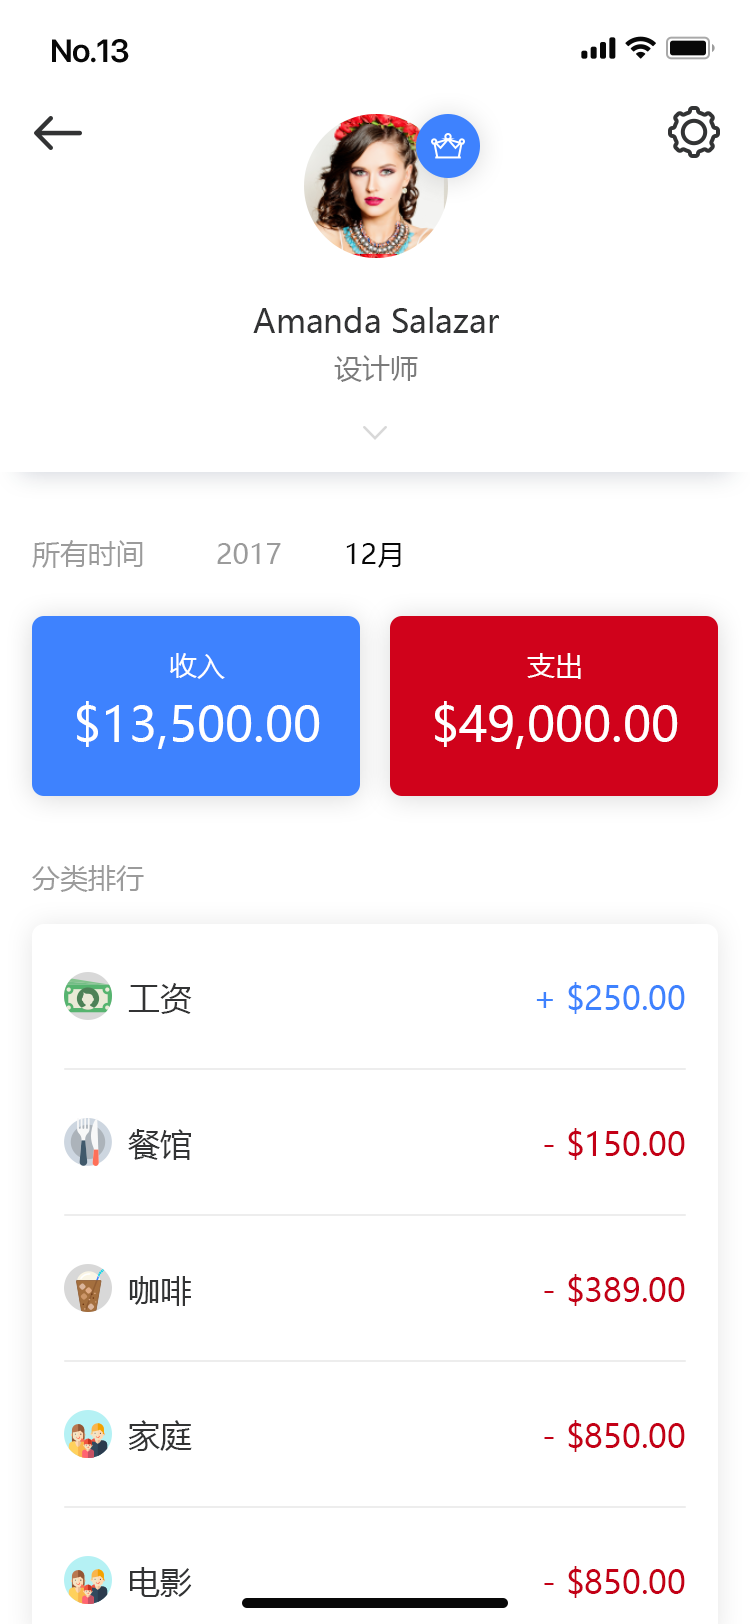 No.13
Amanda Salazar
设计师
所有时间 2017 12月
收入 支出
$13,500.00 $49,000.00
分类排行
工资 + $250.00
餐馆 - $150.00
咖啡 - $389.00
家庭 - $850.00
电影 - $850.00